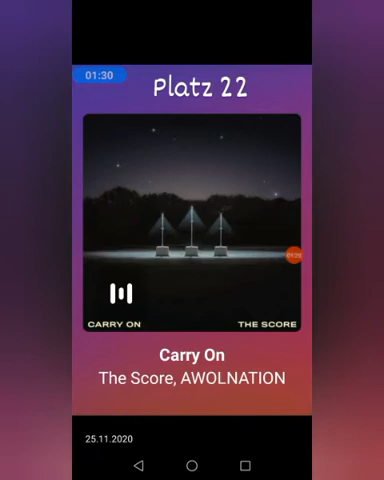 01:30
Platz 22
CARRY ON THE SCORE
Carry On
The Score, AWOLNATION
25.11.2020